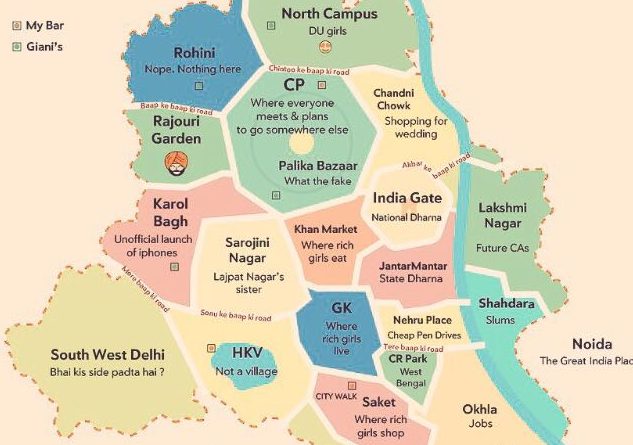 My Bar
Giani's
North Campus
DU girls
Rohini
Nope. Nothing here
Chintoo ke baap ki road
CP
Where everyone
meets & plans
to go somewhere else
Palika Bazaar
What the fake
Chandni
Chowk
Shopping for
wedding
Baap ke baap ki road
Rajouri
Garden
Akbar ke baap ki road
India Gate
National Dharna
Lakshmi
Nagar
Future CAs
Karol
Bagh
Unofficial launch
of iphones
Sarojini
Nagar
Lajpat Nagar's
sister
Khan Market
Where rich
girls eat
JantarMantar
State Dharna
Mere baap ki road
Sonu ke baap ki road
GK
Where
rich girls
live
Nehru Place
Cheap Pen Drives
Tere baap ki road
CR Park
West
Bengal
Shahdara
Slums
Noida
The Great India Plac
South West Delhi
Bhai kis side padta hai ?
HKV
Not a village
CITY WALK
Saket
Where rich
girls shop
Okhla
Jobs